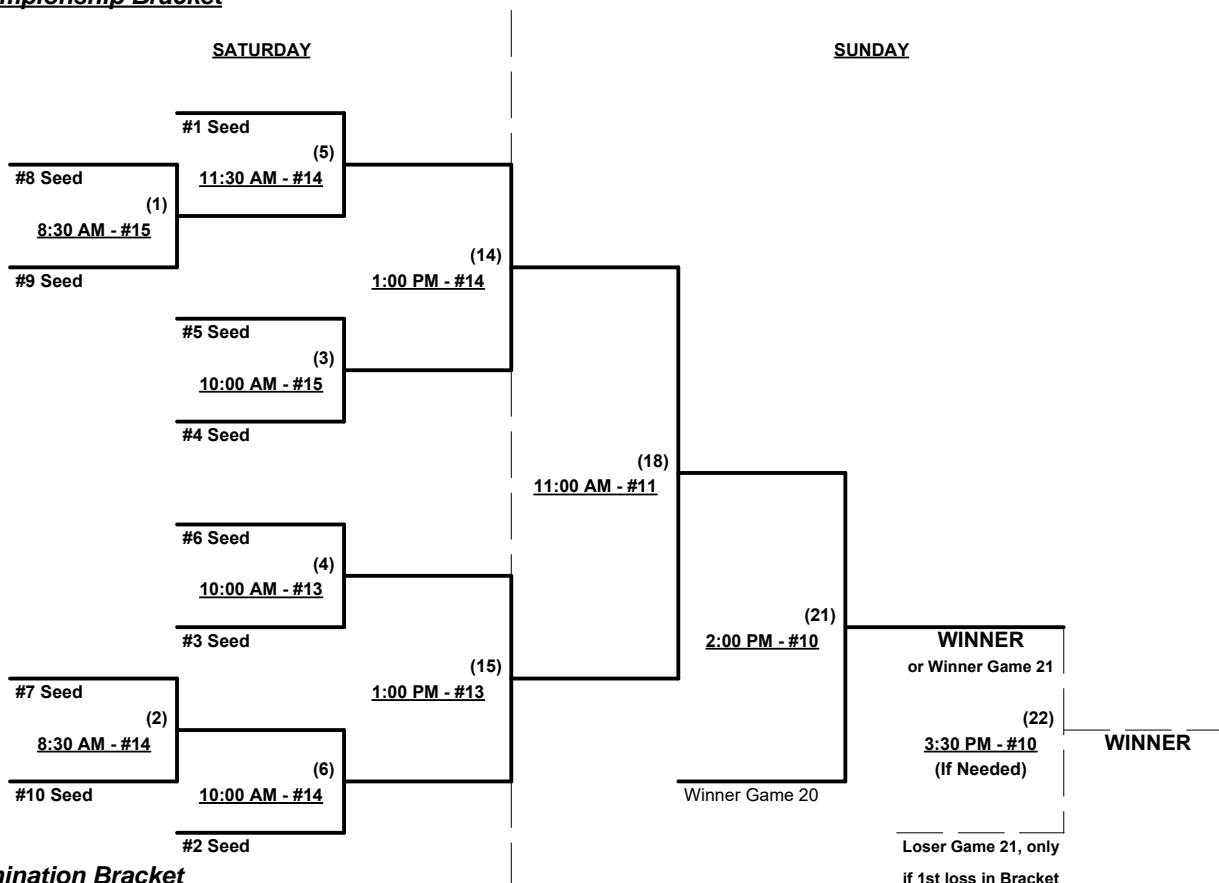 SATURDAY
SUNDAY
#1 Seed
(5)
#8 Seed
11:30 AM - #14
(1)
8:30 AM - #15
(14)
#9 Seed
1:00 PM - #14
#5 Seed
(3)
10:00 AM - #15
#4 Seed
(18)
11:00 AM - #11
#6 Seed
(4)
10:00 AM - #13
(21)
#3 Seed
2:00 PM - #10
WINNER
(15)
or Winner Game 21
#7 Seed
1:00 PM - #13
(2)
(22)
8:30 AM - #14
3:30 PM - #10
WINNER
(6)
(If Needed)
#10 Seed
10:00 AM - #14
Winner Game 20
#2 Seed
Loser Game 21, only
Bracket
if 1st loss in Bracket